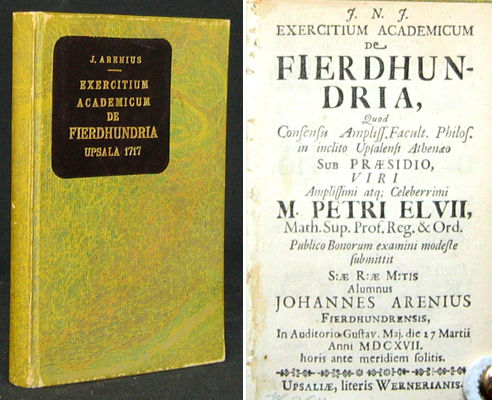 J. ARENIUS
EXERCITIUM
ACADEMICUM
DE
FIERDHUNDRIA
UPSALA 1717
J. N. J.
EXERCITIUM ACADEMICUM
De
FIERDHUN-
DRIA,
Quod
Consensu Ampliss. Facult. Philos.
in inclito Upsalensi Athenæo
SUB PRÆSIDIO,
VIRI
Amplissimi atq; Celeberrimi
M. PETRI ELVII,
Math. Sup. Prof. Reg. & Ord.
Publico Bonorum examini modeste
submittit
S:æ R:æ M:TIS
Alumnus
JOHANNES ARENIUS
FIERDHUNDRENSIS,
In Auditorio Gustav. Maj. die 17 Martii
Anni MDCXVII.
horis ante meridiem solitis.
UPSALIÆ, literis WERNERIANIS.